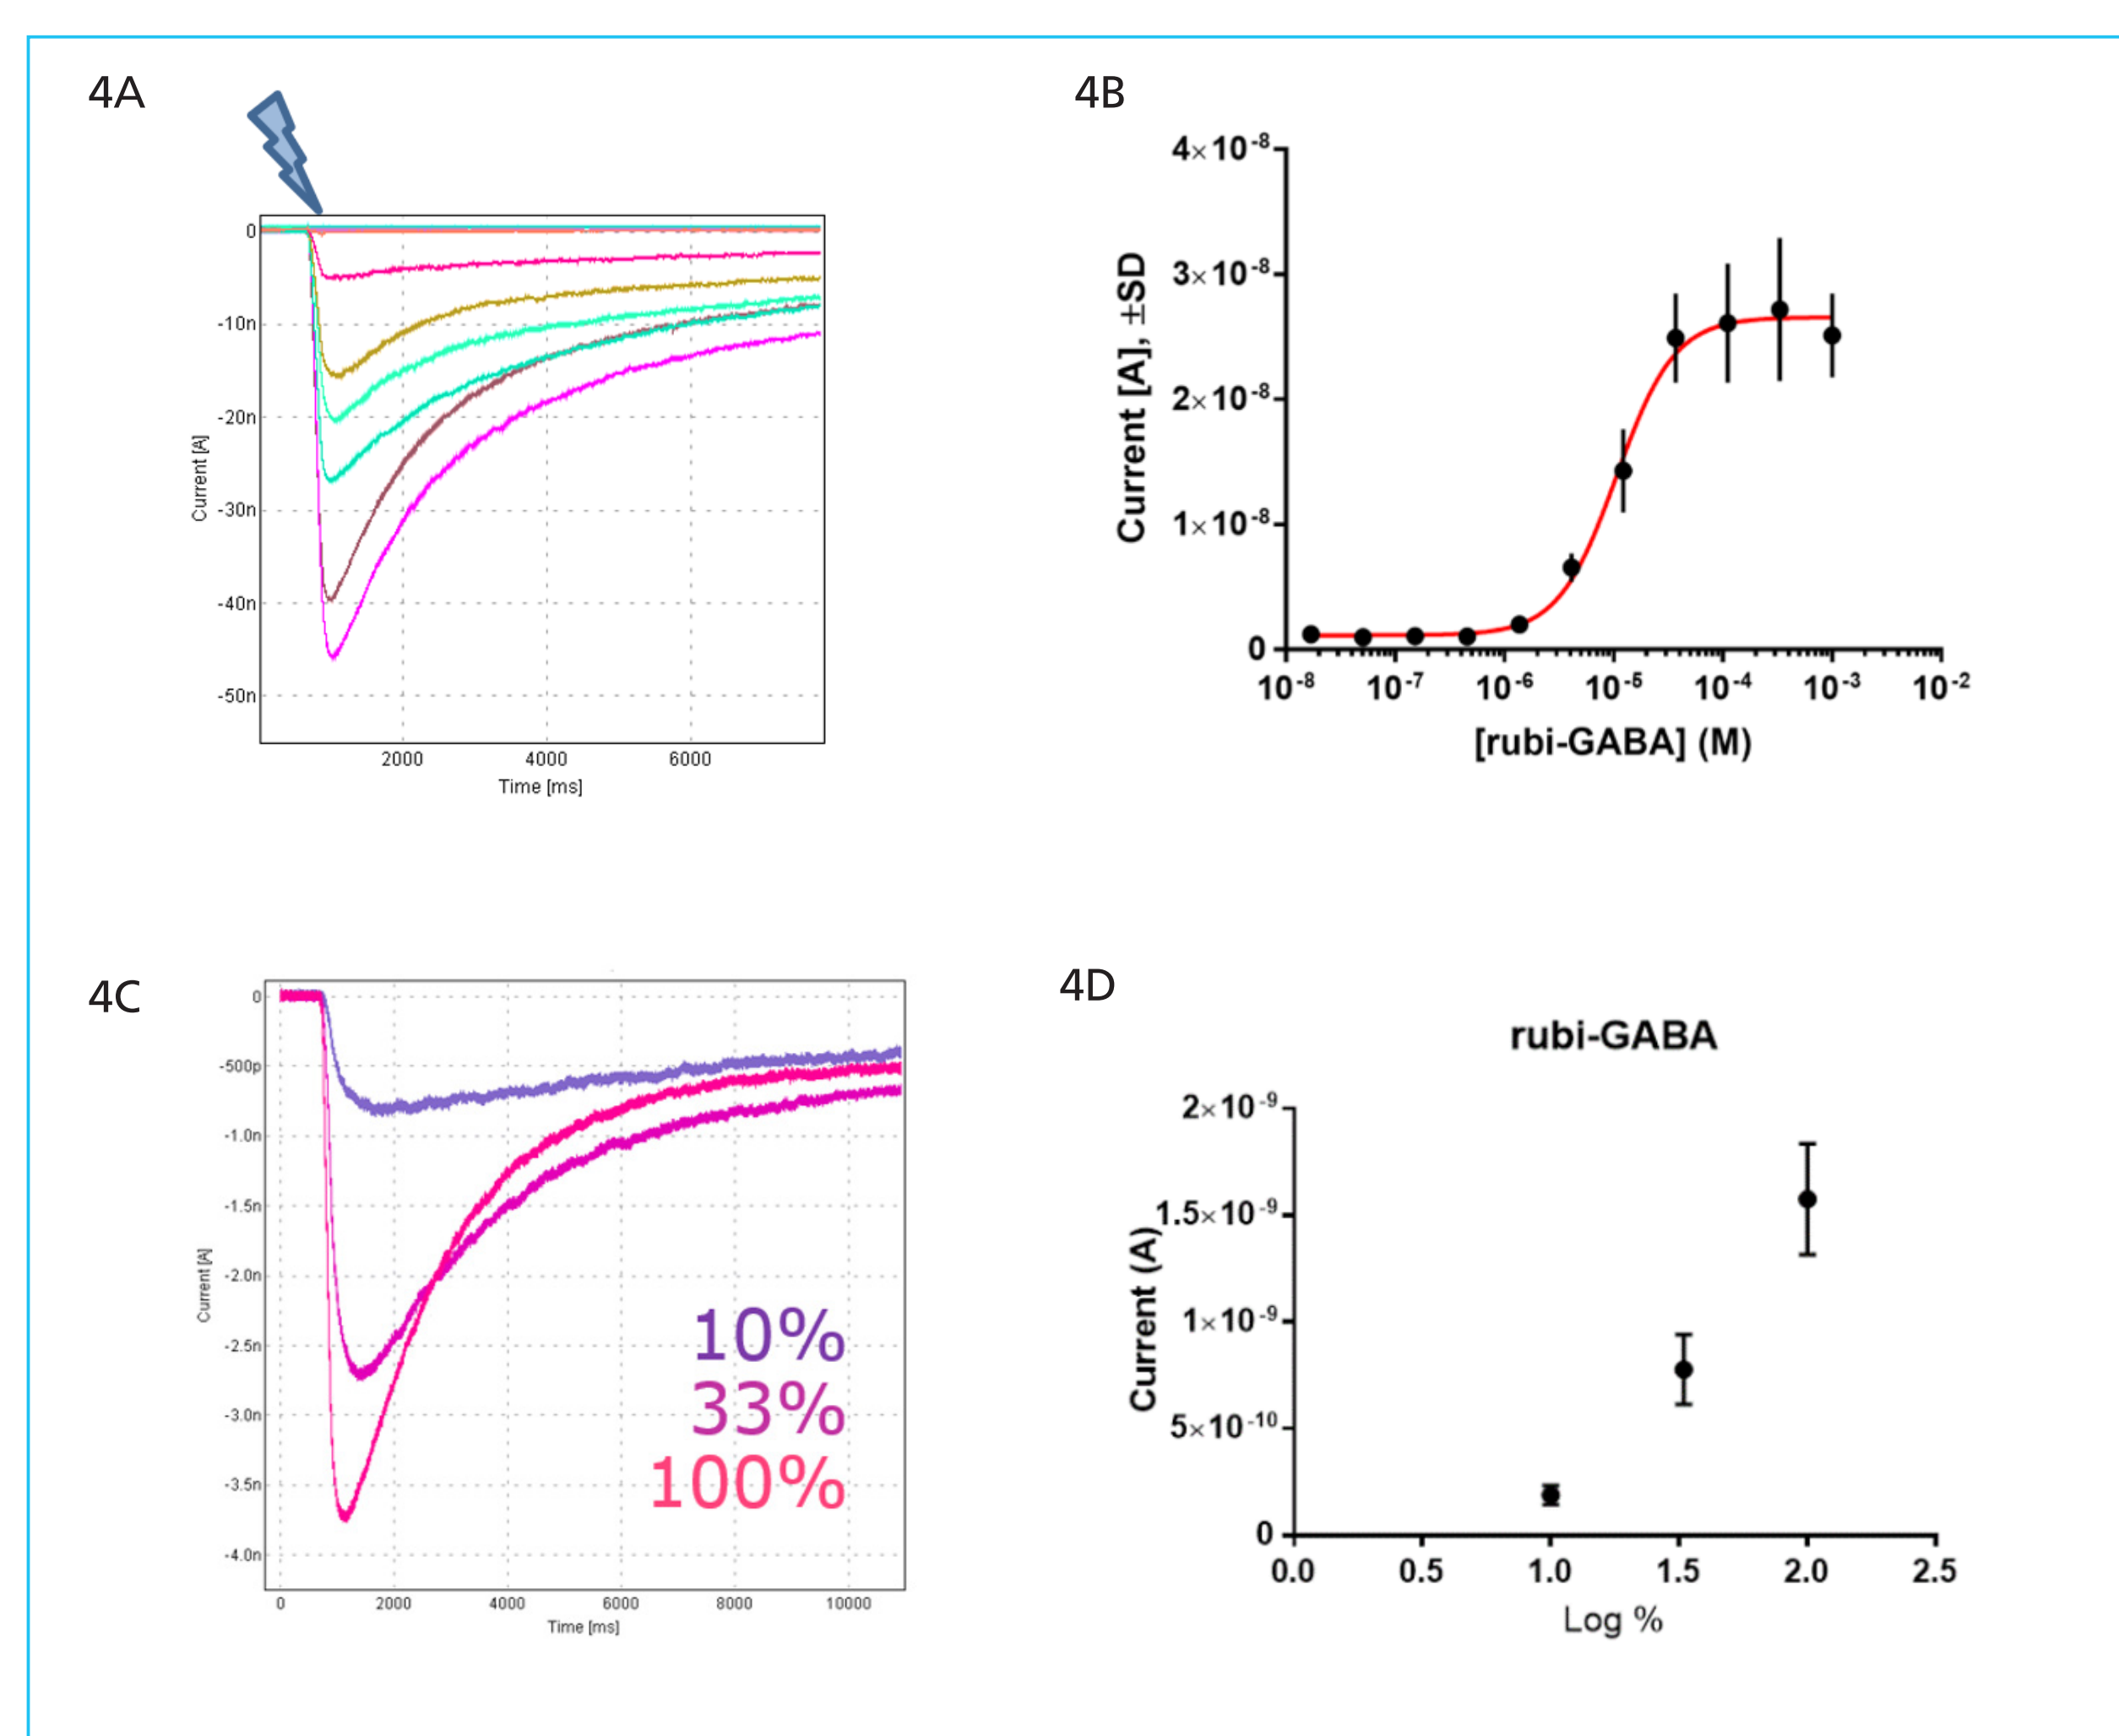 4A
0
-10n
-20n
-30n
-40n
-50n
Current [A]
2000 4000 6000
Time [ms]
4B
4×10⁻⁸
3×10⁻⁸
2×10⁻⁸
1×10⁻⁸
0
Current [A], ±SD
10⁻⁸ 10⁻⁷ 10⁻⁶ 10⁻⁵ 10⁻⁴ 10⁻³ 10⁻²
[rubi-GABA] (M)
4C
0
-500p
-1.0n
-1.5n
-2.0n
-2.5n
-3.0n
-3.5n
-4.0n
Current [A]
10%
33%
100%
0 2000 4000 6000 8000 10000
Time [ms]
4D
rubi-GABA
2×10⁻⁹
1.5×10⁻⁹
1×10⁻⁹
5×10⁻¹⁰
0
Current (A)
0.0 0.5 1.0 1.5 2.0 2.5
Log %